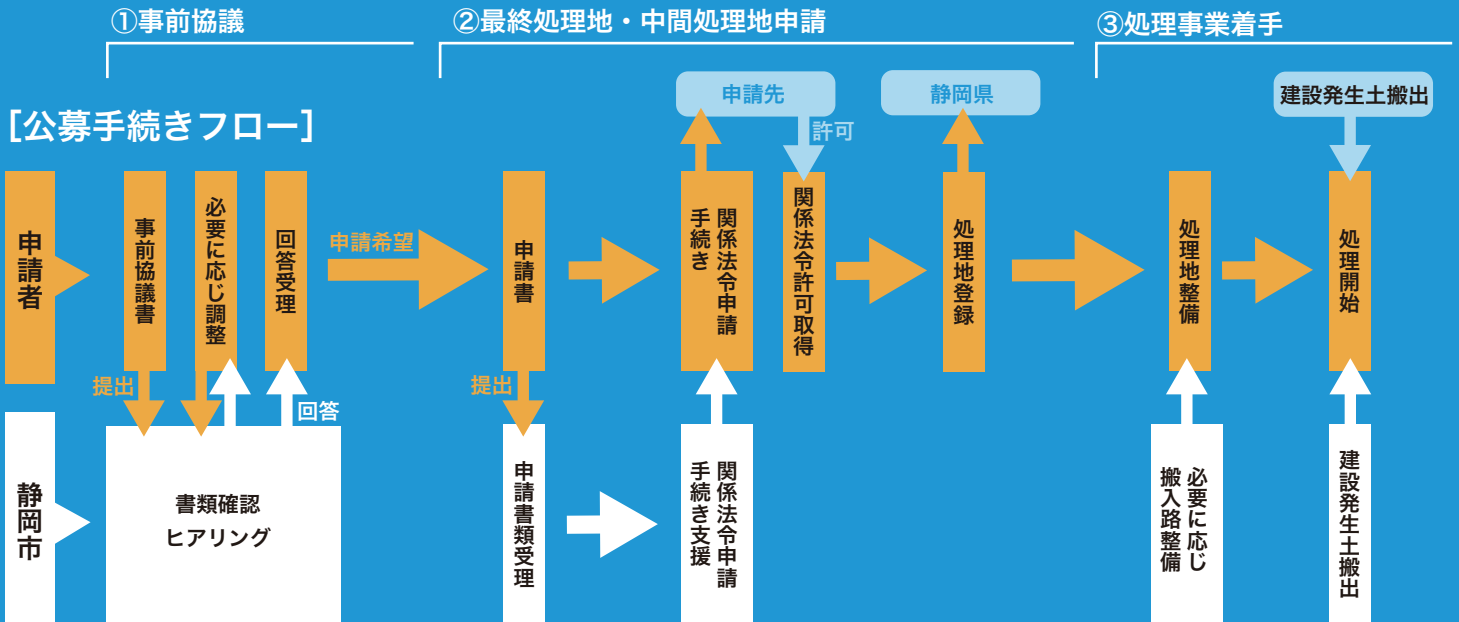 ①事前協議
②最終処理地・中間処理地申請
③処理事業着手
[公募手続きフロー]
申請先
静岡県
建設発生土搬出
許可
申請者
事前協議書
必要に応じ調整
回答受理
申請希望
申請書
関係法令申請
手続き
関係法令許可取得
処理地登録
処理地整備
処理開始
提出
回答
提出
静岡市
書類確認
ヒアリング
申請書類受理
関係法令申請
手続き支援
必要に応じ
搬入路整備
建設発生土搬出